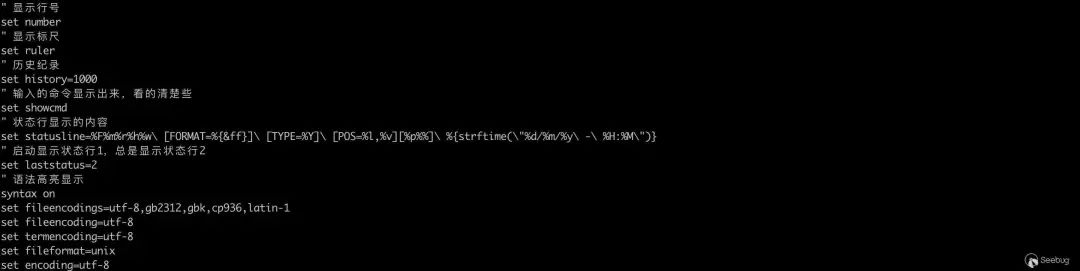 " 显示行号
set number
" 显示标尺
set ruler
" 历史纪录
set history=1000
" 输入的命令显示出来，看的清楚些
set showcmd
" 状态行显示的内容
set statusline=%F%m%r%h%w\ [FORMAT=%{&ff}]\ [TYPE=%Y]\ [POS=%l,%v][%p%%]\ %{strftime(\"%d/%m/%y\ -\ %H:%M\")}
" 启动显示状态行1，总是显示状态行2
set laststatus=2
" 语法高亮显示
syntax on
set fileencodings=utf-8,gb2312,gbk,cp936,latin-1
set fileencoding=utf-8
set termencoding=utf-8
set fileformat=unix
set encoding=utf-8
Seebug